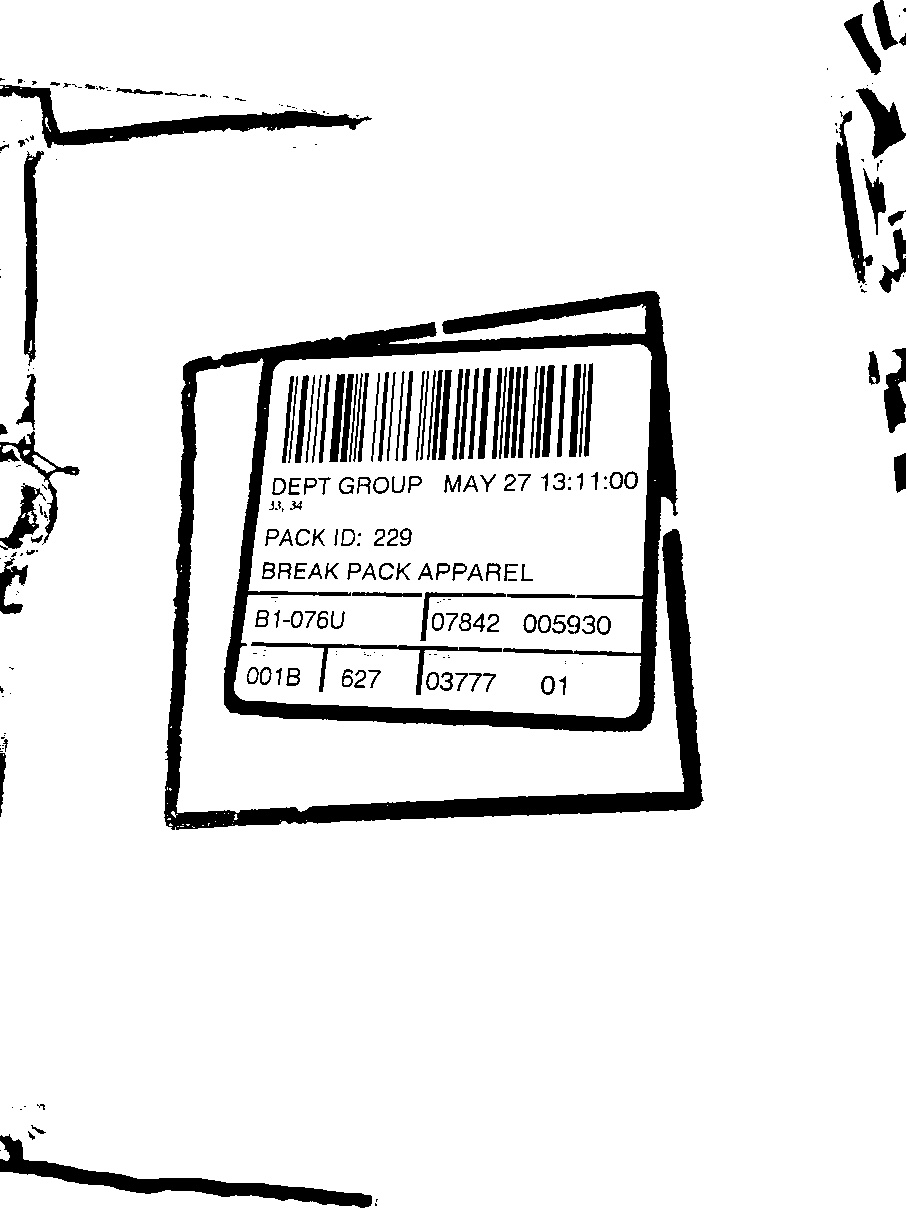 DEPT GROUP MAY 27 13:11:00
33, 34
PACK ID: 229
BREAK PACK APPAREL
B1-076U 07842 005930
001B 627 03777 01